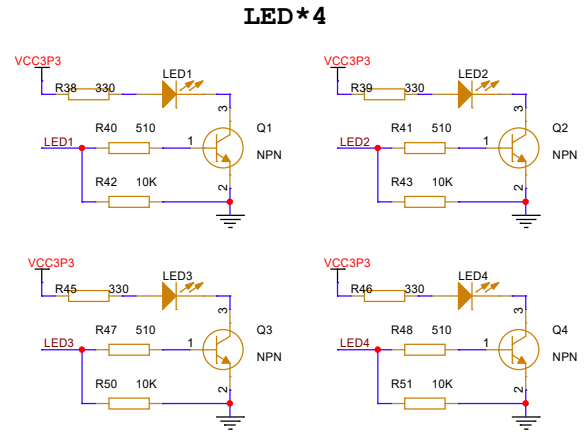 LED*4
VCC3P3
R38 330
LED1
3
LED1
R40 510
1
Q1
NPN
R42 10K
2
VCC3P3
R39 330
LED2
3
LED2
R41 510
1
Q2
NPN
R43 10K
2
VCC3P3
R45 330
LED3
3
LED3
R47 510
1
Q3
NPN
R50 10K
2
VCC3P3
R46 330
LED4
3
LED4
R48 510
1
Q4
NPN
R51 10K
2